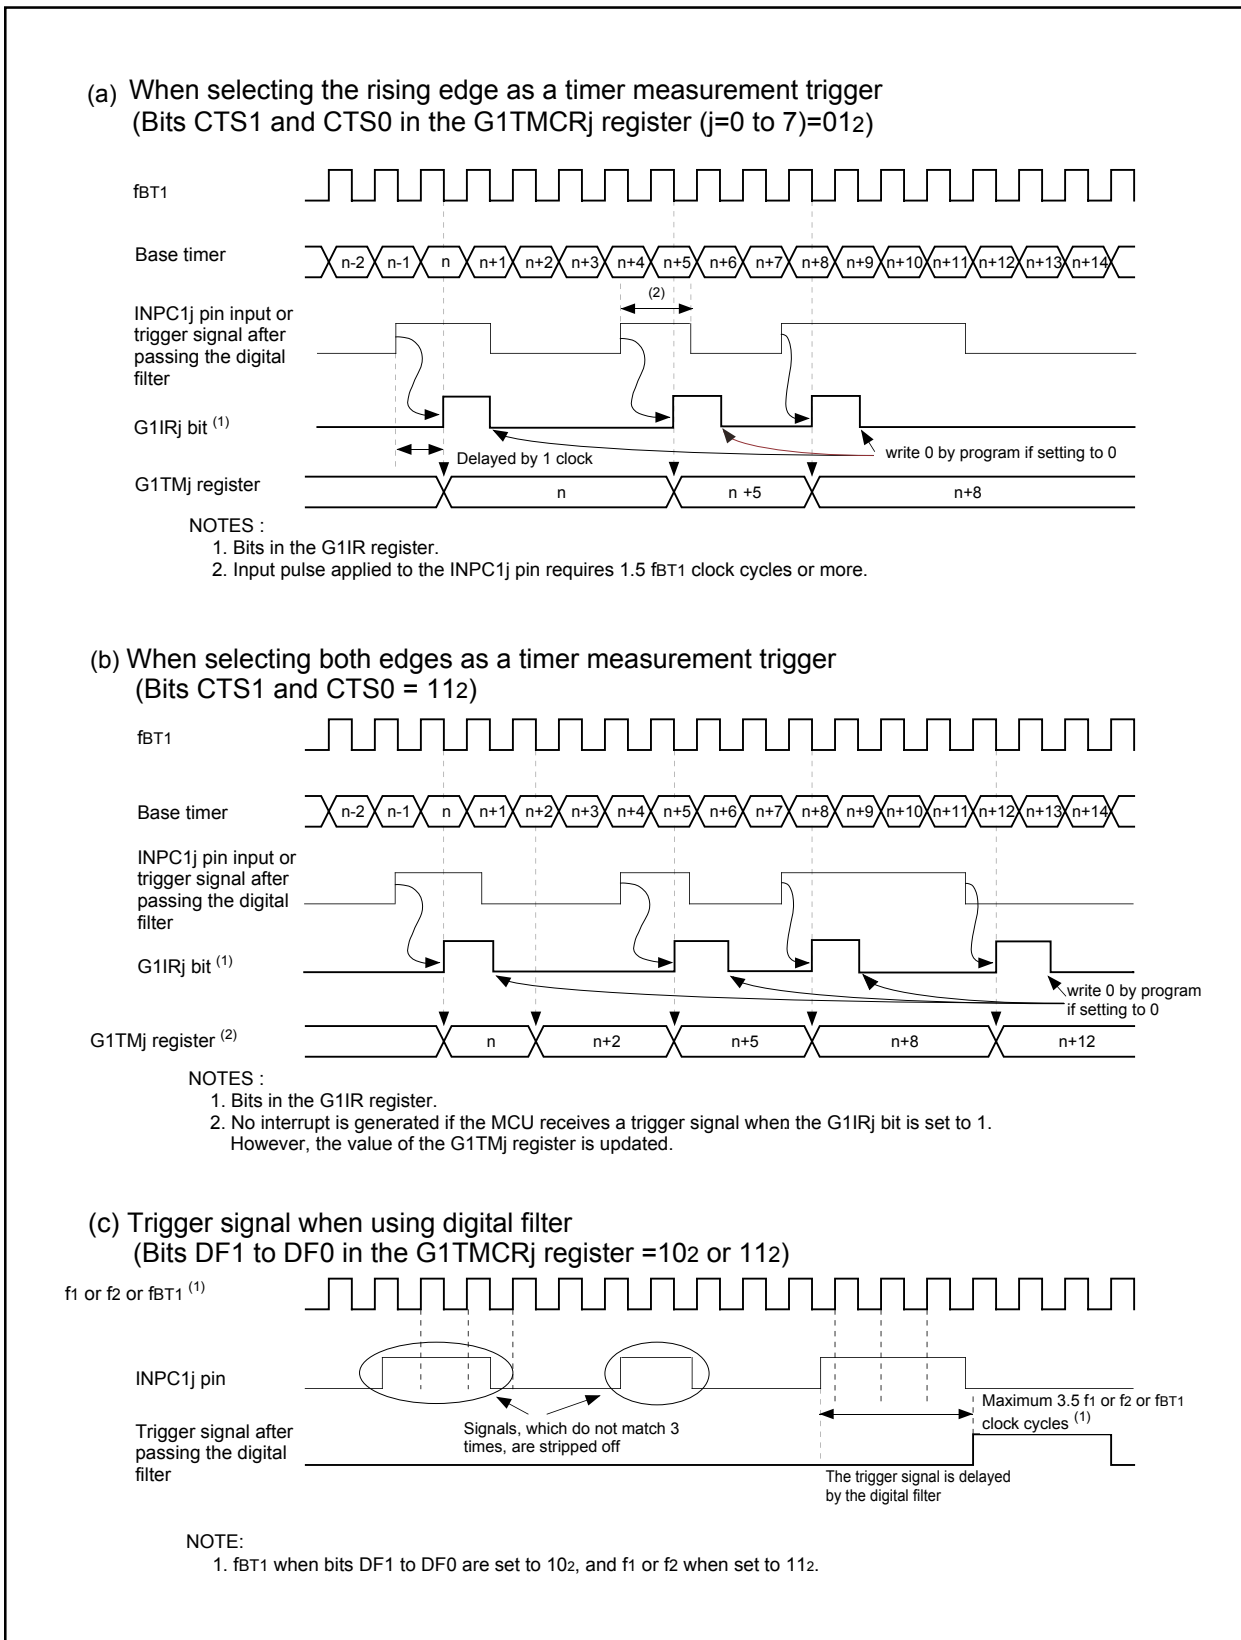 (a) When selecting the rising edge as a timer measurement trigger
(Bits CTS1 and CTS0 in the G1TMCRj register (j=0 to 7)=012)
fBT1
Base timer
n-2 n-1 n n+1 n+2 n+3 n+4 n+5 n+6 n+7 n+8 n+9 n+10 n+11 n+12 n+13 n+14
(2)
INPC1j pin input or
trigger signal after
passing the digital
filter
G1IRj bit (1)
Delayed by 1 clock
write 0 by program if setting to 0
G1TMj register
n n +5 n+8
NOTES :
1. Bits in the G1IR register.
2. Input pulse applied to the INPC1j pin requires 1.5 fBT1 clock cycles or more.
(b) When selecting both edges as a timer measurement trigger
(Bits CTS1 and CTS0 = 112)
fBT1
Base timer
n-2 n-1 n n+1 n+2 n+3 n+4 n+5 n+6 n+7 n+8 n+9 n+10 n+11 n+12 n+13 n+14
INPC1j pin input or
trigger signal after
passing the digital
filter
G1IRj bit (1)
write 0 by program
if setting to 0
G1TMj register (2)
n n+2 n+5 n+8 n+12
NOTES :
1. Bits in the G1IR register.
2. No interrupt is generated if the MCU receives a trigger signal when the G1IRj bit is set to 1.
However, the value of the G1TMj register is updated.
(c) Trigger signal when using digital filter
(Bits DF1 to DF0 in the G1TMCRj register =102 or 112)
f1 or f2 or fBT1 (1)
INPC1j pin
Signals, which do not match 3
times, are stripped off
Maximum 3.5 f1 or f2 or fBT1
clock cycles (1)
Trigger signal after
passing the digital
filter
The trigger signal is delayed
by the digital filter
NOTE:
1. fBT1 when bits DF1 to DF0 are set to 102, and f1 or f2 when set to 112.